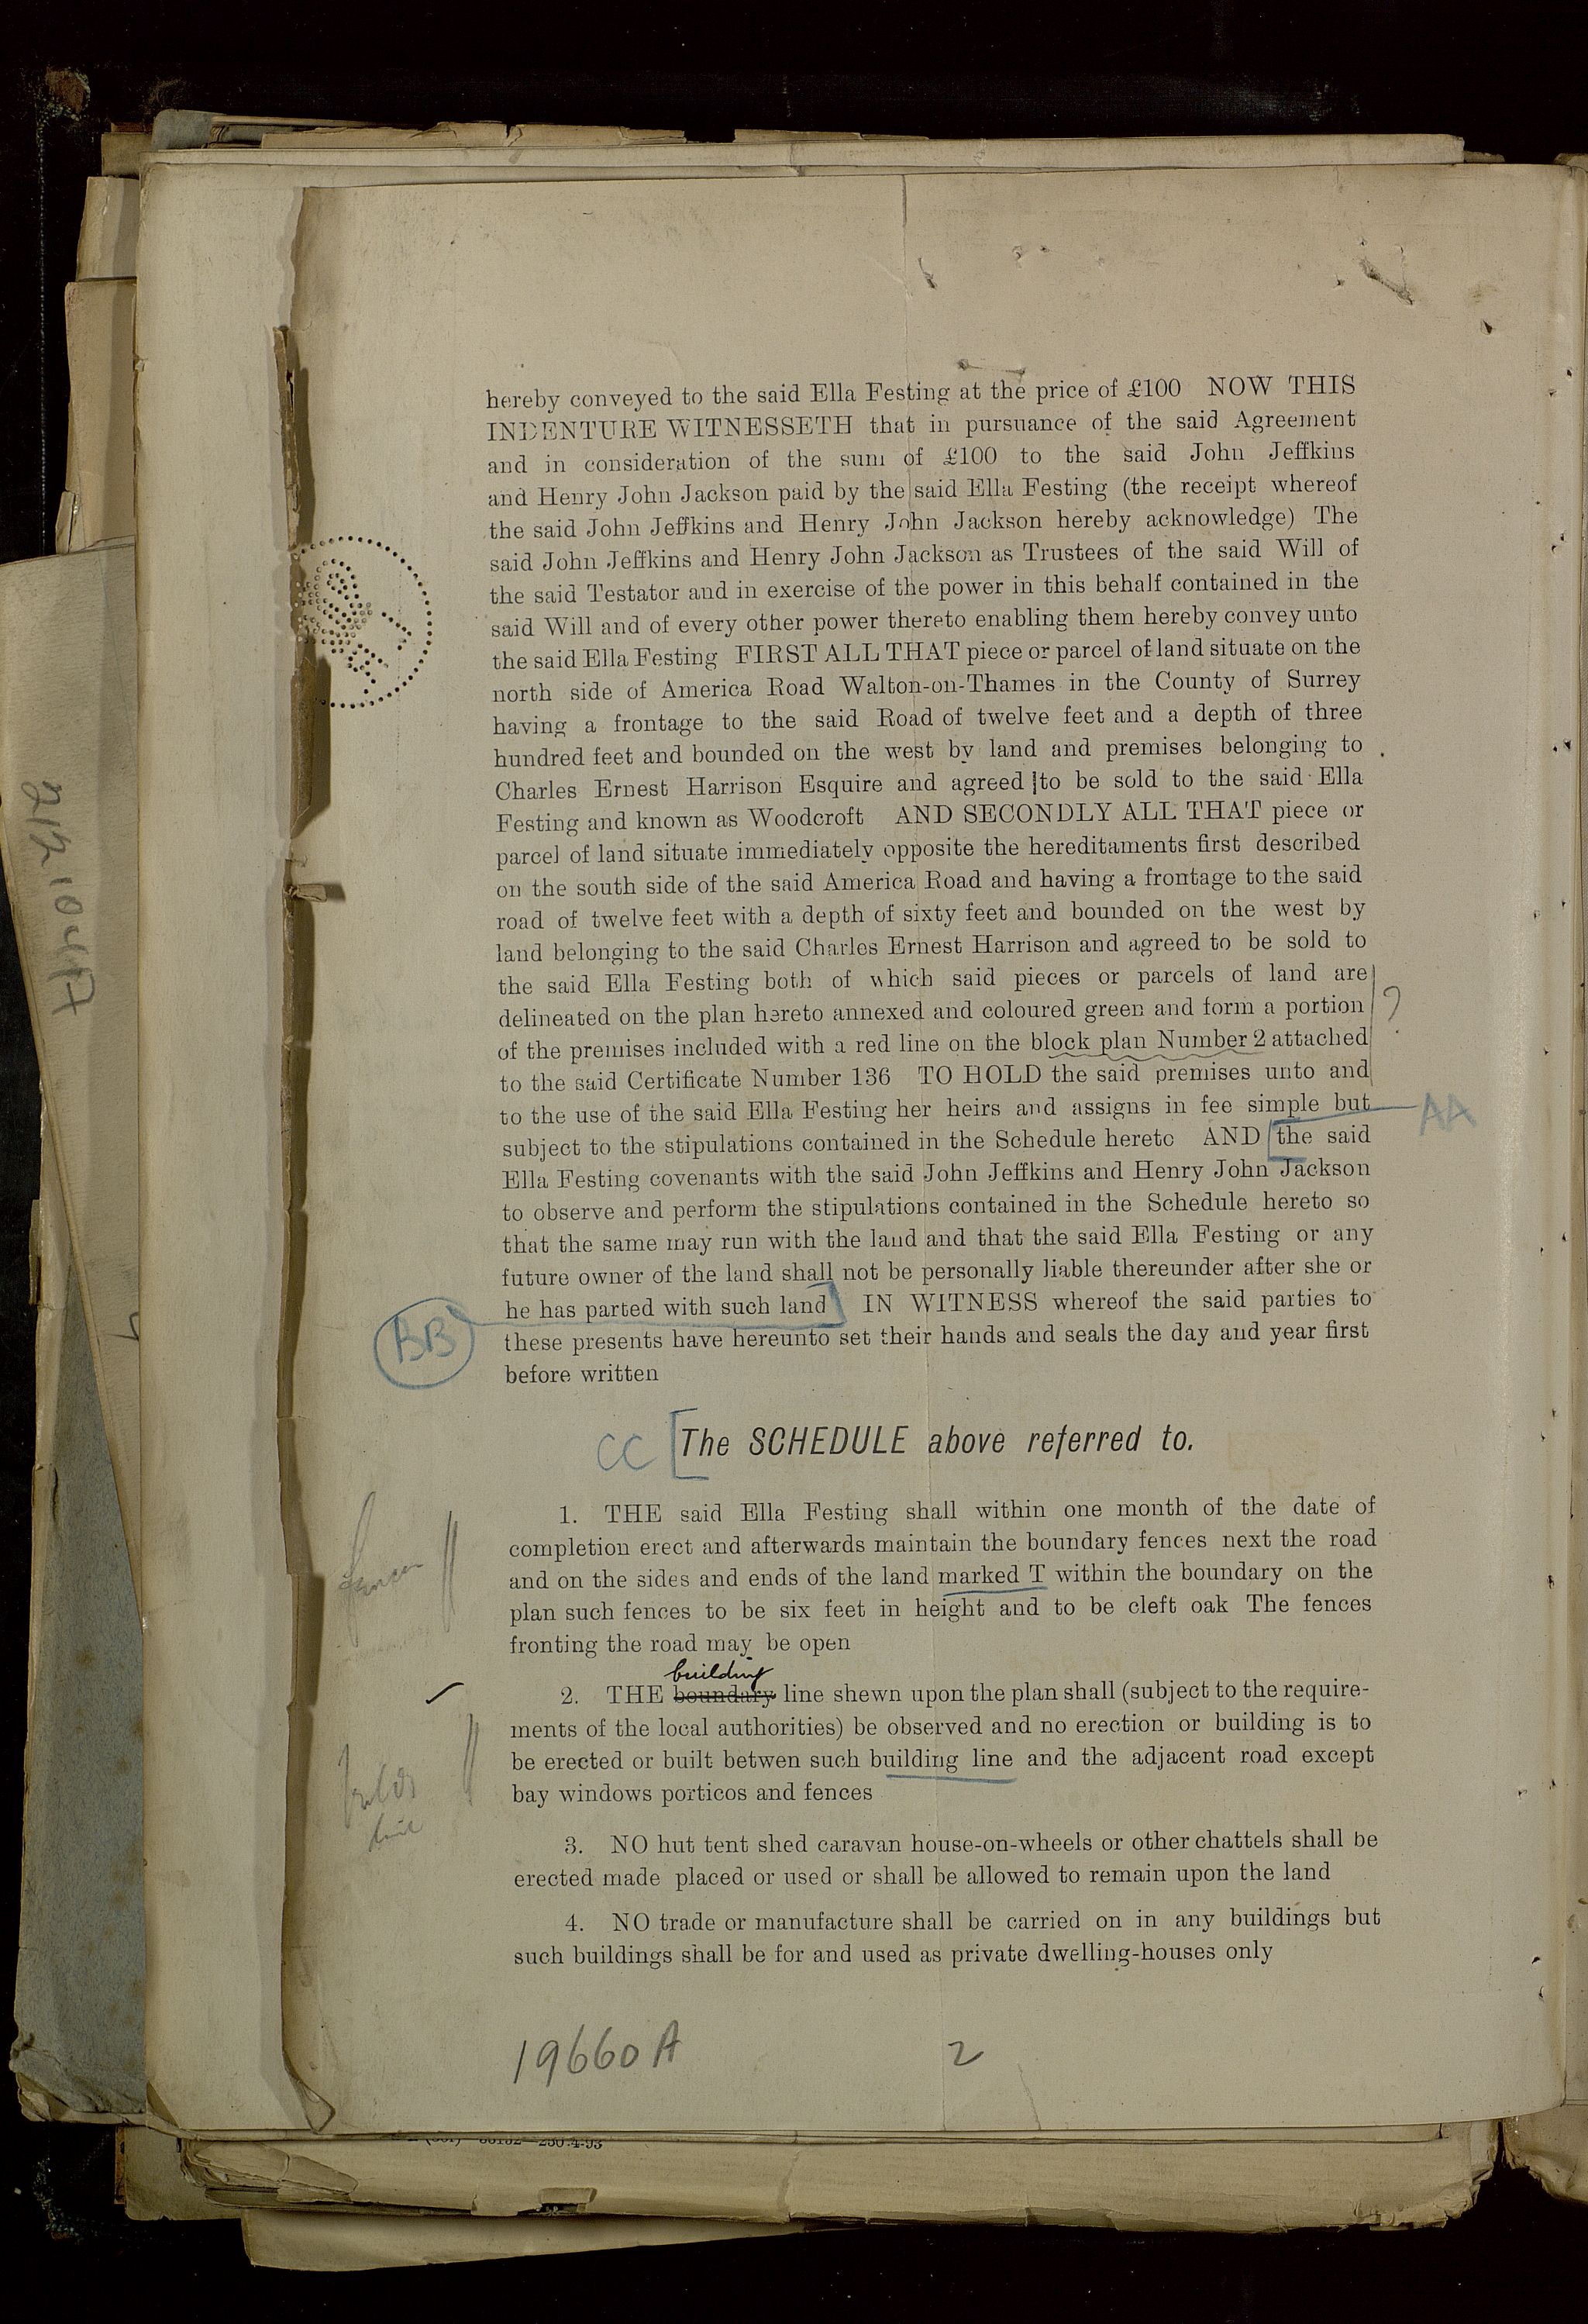 hereby conveyed to the said Ella Festing at the price of £100 NOW THIS
INDENTURE WITNESSETH that in pursuance of the said Agreement
and in consideration of the sum of £100 to the said John Jeffkins
and Henry John Jackson paid by the said Ella Festing (the receipt whereof
the said John Jeffkins and Henry John Jackson hereby acknowledge) The
said John Jeffkins and Henry John Jackson as Trustees of the said Will of
the said Testator and in exercise of the power in this behalf contained in the
said Will and of every other power thereto enabling them hereby convey unto
the said Ella Festing FIRST ALL THAT piece or parcel of land situate on the
north side of America Road Walton-on-Thames in the County of Surrey
having a frontage to the said Road of twelve feet and a depth of three
hundred feet and bounded on the west by land and premises belonging to
Charles Ernest Harrison Esquire and agreed to be sold to the said Ella
Festing and known as Woodcroft AND SECONDLY ALL THAT piece or
parcel of land situate immediately opposite the hereditaments first described
on the south side of the said America Road and having a frontage to the said
road of twelve feet with a depth of sixty feet and bounded on the west by
land belonging to the said Charles Ernest Harrison and agreed to be sold to
the said Ella Festing both of which said pieces or parcels of land are
delineated on the plan hereto annexed and coloured green and form a portion ?
of the premises included with a red line on the block plan Number 2 attached
to the said Certificate Number 136 TO HOLD the said premises unto and
to the use of the said Ella Festing her heirs and assigns in fee simple but AA
subject to the stipulations contained in the Schedule hereto AND [the said
Ella Festing covenants with the said John Jeffkins and Henry John Jackson
to observe and perform the stipulations contained in the Schedule hereto so
that the same may run with the land and that the said Ella Festing or any
future owner of the land shall not be personally liable thereunder after she or
BB he has parted with such land] IN WITNESS whereof the said parties to
these presents have hereunto set their hands and seals the day and year first
before written
CC [The SCHEDULE above referred to.
1. THE said Ella Festing shall within one month of the date of
completion erect and afterwards maintain the boundary fences next the road
and on the sides and ends of the land marked T within the boundary on the
plan such fences to be six feet in height and to be cleft oak The fences
fronting the road may be open
building
2. THE boundary line shewn upon the plan shall (subject to the require-
ments of the local authorities) be observed and no erection or building is to
be erected or built betwen such building line and the adjacent road except
bay windows porticos and fences
3. NO hut tent shed caravan house-on-wheels or other chattels shall be
erected made placed or used or shall be allowed to remain upon the land
4. NO trade or manufacture shall be carried on in any buildings but
such buildings shall be for and used as private dwelling-houses only
19660 A 2